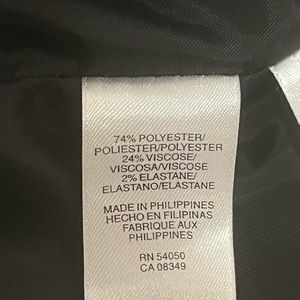 74% POLYESTER/
POLIESTER/POLYESTER
24% VISCOSE/
VISCOSA/VISCOSE
2% ELASTANE/
ELASTANO/ELASTANE
MADE IN PHILIPPINES
HECHO EN FILIPINAS
FABRIQUE AUX
PHILIPPINES
RN 54050
CA 08349